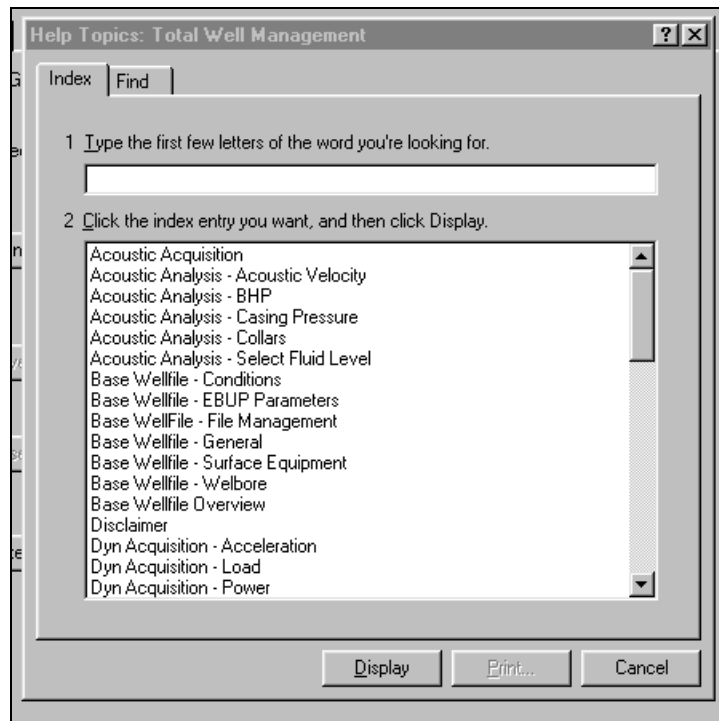 Help Topics: Total Well Management
Index Find
1 Type the first few letters of the word you're looking for.
2 Click the index entry you want, and then click Display.
Acoustic Acquisition
Acoustic Analysis - Acoustic Velocity
Acoustic Analysis - BHP
Acoustic Analysis - Casing Pressure
Acoustic Analysis - Collars
Acoustic Analysis - Select Fluid Level
Base Wellfile - Conditions
Base Wellfile - EBUP Parameters
Base WellFile - File Management
Base Wellfile - General
Base Wellfile - Surface Equipment
Base Wellfile - Welbore
Base Wellfile Overview
Disclaimer
Dyn Acquisition - Acceleration
Dyn Acquisition - Load
Dyn Acquisition - Power
Display Print... Cancel